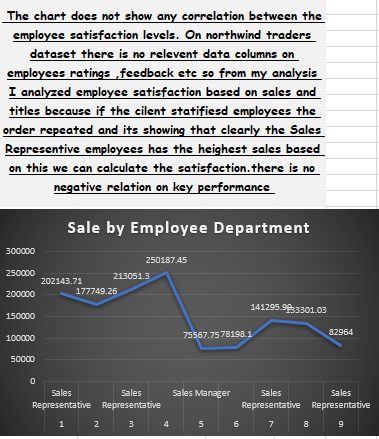 The chart does not show any correlation between the
employee satisfaction levels. On northwind traders
dataset there is no relevent data columns on
employees ratings ,feedback etc so from my analysis
I analyzed employee satisfaction based on sales and
titles because if the cilent statifiesd employees the
order repeated and its showing that clearly the Sales
Representive employees has the heighest sales based
on this we can calculate the satisfaction.there is no
negative relation on key performance
Sale by Employee Department
300000
250000
200000
150000
100000
50000
0
202143.71
177749.26
213051.3
250187.45
75567.75
78198.1
141295.99
133301.03
82964
Sales Representative
Sales Representative
Sales Manager
Sales Representative
Sales Representative
1 2 3 4 5 6 7 8 9